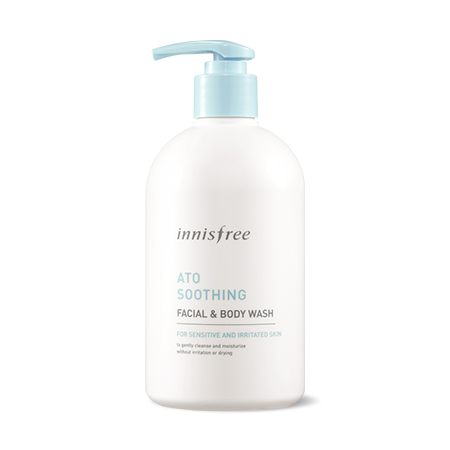 innisfree
ATO
SOOTHING
FACIAL & BODY WASH
FOR SENSITIVE AND IRRITATED SKIN
to gently cleanse and moisturize
without irritation or drying